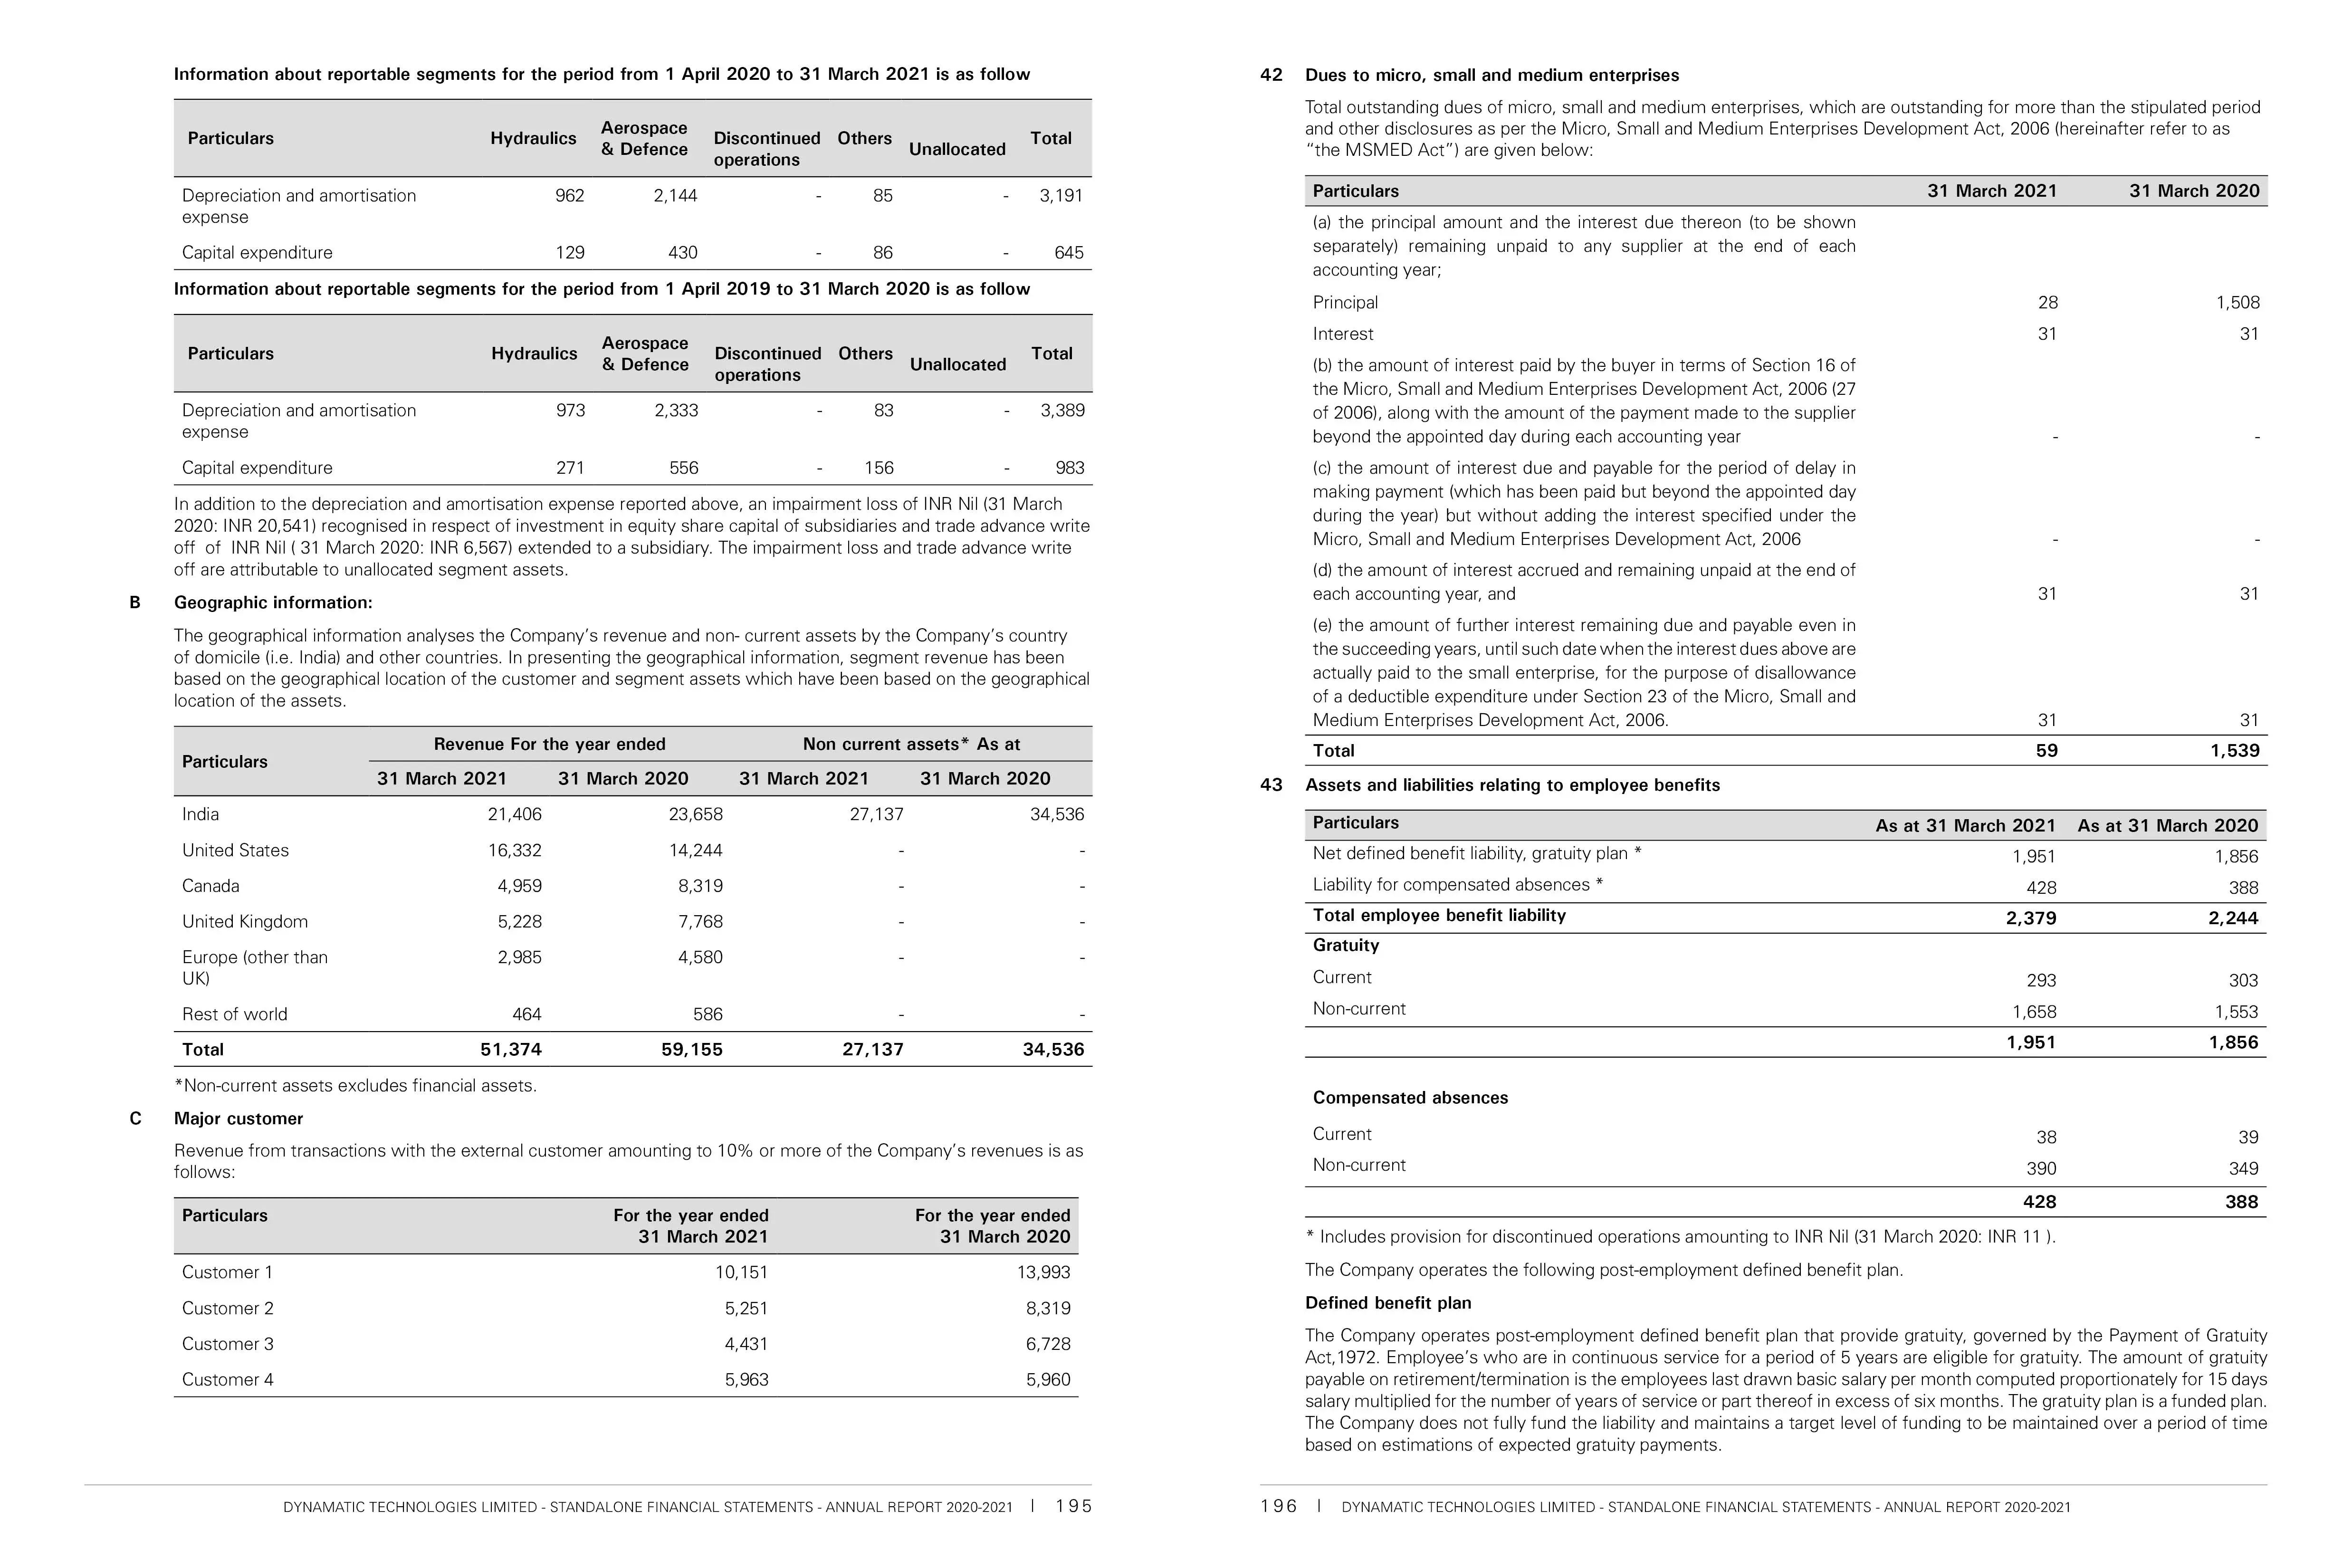 Information about reportable segments for the period from 1 April 2020 to 31 March 2021 is as follow
Particulars Hydraulics Aerospace & Defence Discontinued operations Others Unallocated Total
Depreciation and amortisation expense 962 2,144 - 85 - 3,191
Capital expenditure 129 430 - 86 - 645
Information about reportable segments for the period from 1 April 2019 to 31 March 2020 is as follow
Particulars Hydraulics Aerospace & Defence Discontinued operations Others Unallocated Total
Depreciation and amortisation expense 973 2,333 - 83 - 3,389
Capital expenditure 271 556 - 156 - 983
In addition to the depreciation and amortisation expense reported above, an impairment loss of INR Nil (31 March
2020: INR 20,541) recognised in respect of investment in equity share capital of subsidiaries and trade advance write
off of INR Nil ( 31 March 2020: INR 6,567) extended to a subsidiary. The impairment loss and trade advance write
off are attributable to unallocated segment assets.
B Geographic information:
The geographical information analyses the Company's revenue and non- current assets by the Company's country
of domicile (i.e. India) and other countries. In presenting the geographical information, segment revenue has been
based on the geographical location of the customer and segment assets which have been based on the geographical
location of the assets.
Particulars Revenue For the year ended Non current assets* As at
31 March 2021 31 March 2020 31 March 2021 31 March 2020
India 21,406 23,658 27,137 34,536
United States 16,332 14,244 - -
Canada 4,959 8,319 - -
United Kingdom 5,228 7,768 - -
Europe (other than UK) 2,985 4,580 - -
Rest of world 464 586 - -
Total 51,374 59,155 27,137 34,536
*Non-current assets excludes financial assets.
C Major customer
Revenue from transactions with the external customer amounting to 10% or more of the Company's revenues is as
follows:
Particulars For the year ended 31 March 2021 For the year ended 31 March 2020
Customer 1 10,151 13,993
Customer 2 5,251 8,319
Customer 3 4,431 6,728
Customer 4 5,963 5,960
DYNAMATIC TECHNOLOGIES LIMITED - STANDALONE FINANCIAL STATEMENTS - ANNUAL REPORT 2020-2021 | 195
42 Dues to micro, small and medium enterprises
Total outstanding dues of micro, small and medium enterprises, which are outstanding for more than the stipulated period
and other disclosures as per the Micro, Small and Medium Enterprises Development Act, 2006 (hereinafter refer to as
"the MSMED Act") are given below:
Particulars 31 March 2021 31 March 2020
(a) the principal amount and the interest due thereon (to be shown
separately) remaining unpaid to any supplier at the end of each
accounting year;
Principal 28 1,508
Interest 31 31
(b) the amount of interest paid by the buyer in terms of Section 16 of
the Micro, Small and Medium Enterprises Development Act, 2006 (27
of 2006), along with the amount of the payment made to the supplier
beyond the appointed day during each accounting year - -
(c) the amount of interest due and payable for the period of delay in
making payment (which has been paid but beyond the appointed day
during the year) but without adding the interest specified under the
Micro, Small and Medium Enterprises Development Act, 2006 - -
(d) the amount of interest accrued and remaining unpaid at the end of
each accounting year, and 31 31
(e) the amount of further interest remaining due and payable even in
the succeeding years, until such date when the interest dues above are
actually paid to the small enterprise, for the purpose of disallowance
of a deductible expenditure under Section 23 of the Micro, Small and
Medium Enterprises Development Act, 2006. 31 31
Total 59 1,539
43 Assets and liabilities relating to employee benefits
Particulars As at 31 March 2021 As at 31 March 2020
Net defined benefit liability, gratuity plan * 1,951 1,856
Liability for compensated absences * 428 388
Total employee benefit liability 2,379 2,244
Gratuity
Current 293 303
Non-current 1,658 1,553
1,951 1,856
Compensated absences
Current 38 39
Non-current 390 349
428 388
* Includes provision for discontinued operations amounting to INR Nil (31 March 2020: INR 11 ).
The Company operates the following post-employment defined benefit plan.
Defined benefit plan
The Company operates post-employment defined benefit plan that provide gratuity, governed by the Payment of Gratuity
Act,1972. Employee's who are in continuous service for a period of 5 years are eligible for gratuity. The amount of gratuity
payable on retirement/termination is the employees last drawn basic salary per month computed proportionately for 15 days
salary multiplied for the number of years of service or part thereof in excess of six months. The gratuity plan is a funded plan.
The Company does not fully fund the liability and maintains a target level of funding to be maintained over a period of time
based on estimations of expected gratuity payments.
196 | DYNAMATIC TECHNOLOGIES LIMITED - STANDALONE FINANCIAL STATEMENTS - ANNUAL REPORT 2020-2021